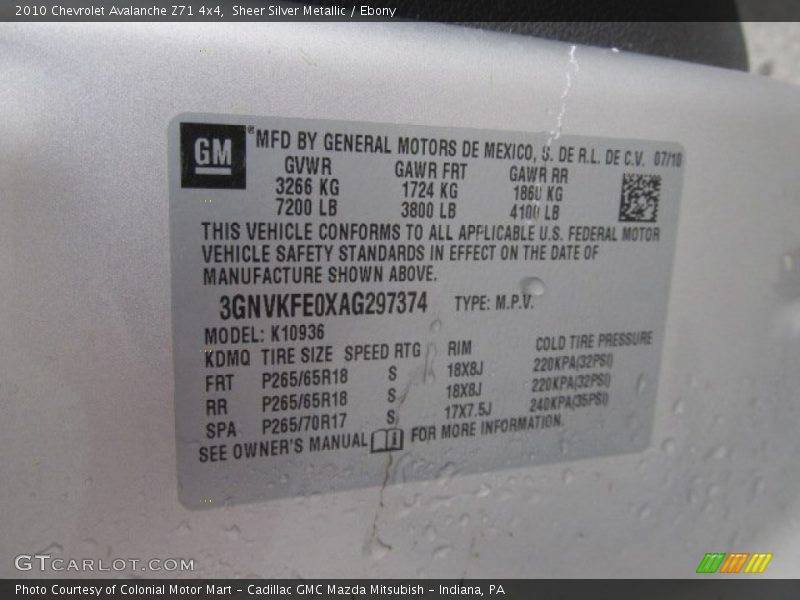 2010 Chevrolet Avalanche Z71 4x4, Sheer Silver Metallic / Ebony
GM ® MFD BY GENERAL MOTORS DE MEXICO, S. DE R.L. DE C.V. 07/10
GVWR GAWR FRT GAWR RR
3266 KG 1724 KG 1860 KG
7200 LB 3800 LB 4100 LB
THIS VEHICLE CONFORMS TO ALL APPLICABLE U.S. FEDERAL MOTOR
VEHICLE SAFETY STANDARDS IN EFFECT ON THE DATE OF
MANUFACTURE SHOWN ABOVE.
3GNVKFE0XAG297374 TYPE: M.P.V.
MODEL: K10936
KDMQ TIRE SIZE SPEED RTG RIM COLD TIRE PRESSURE
FRT P265/65R18 S 18X8J 220KPA(32PSI)
RR P265/65R18 S 18X8J 220KPA(32PSI)
SPA P265/70R17 S 17X7.5J 240KPA(35PSI)
SEE OWNER'S MANUAL FOR MORE INFORMATION.
GTCARLOT.COM
Photo Courtesy of Colonial Motor Mart - Cadillac GMC Mazda Mitsubish - Indiana, PA